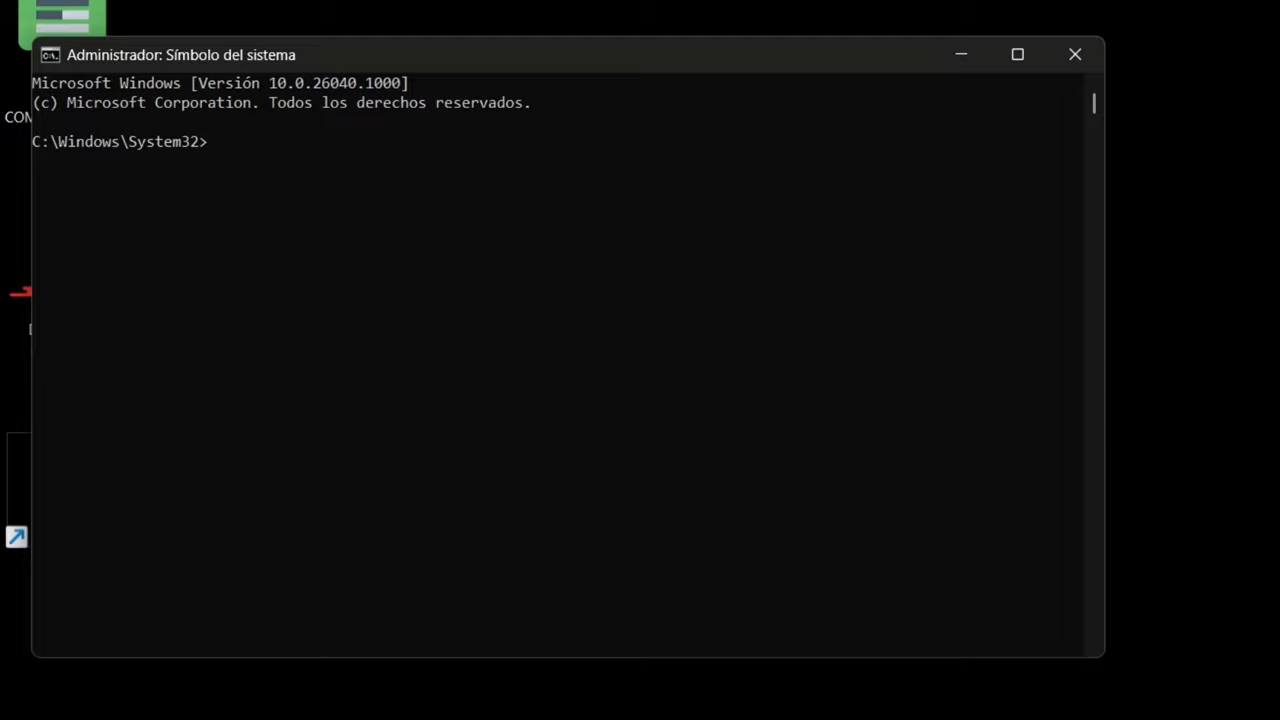 Administrador: Símbolo del sistema
Microsoft Windows [Versión 10.0.26040.1000]
(c) Microsoft Corporation. Todos los derechos reservados.
C:\Windows\System32>